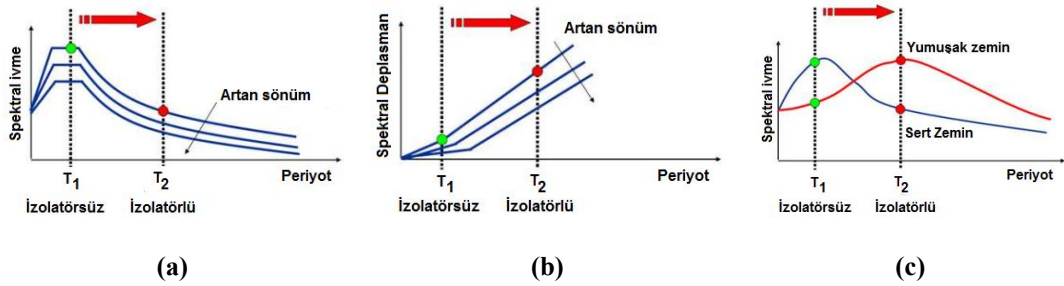 Spektral ivme
Artan sönüm
T1
T2
Periyot
İzolatörsüz
İzolatörlü
(a)
Spektral Deplasman
Artan sönüm
T1
T2
Periyot
İzolatörsüz
İzolatörlü
(b)
Spektral ivme
Yumuşak zemin
Sert Zemin
T1
T2
Periyot
İzolatörsüz
İzolatörlü
(c)